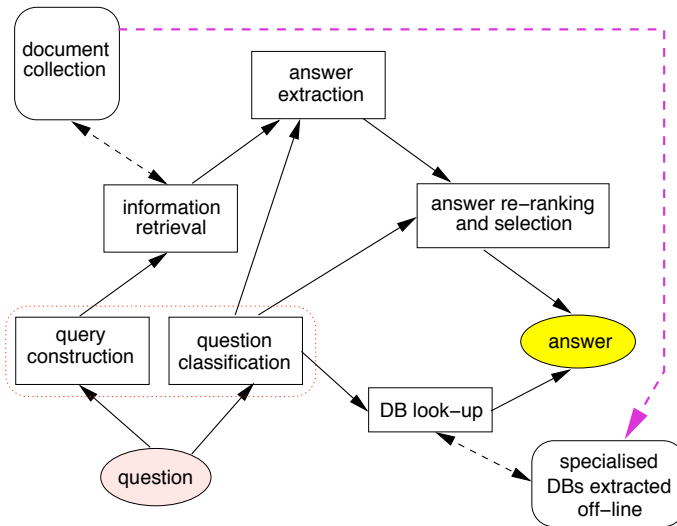 document
collection
answer
extraction
information
retrieval
answer re-ranking
and selection
query
construction
question
classification
answer
DB look-up
question
specialised
DBs extracted
off-line